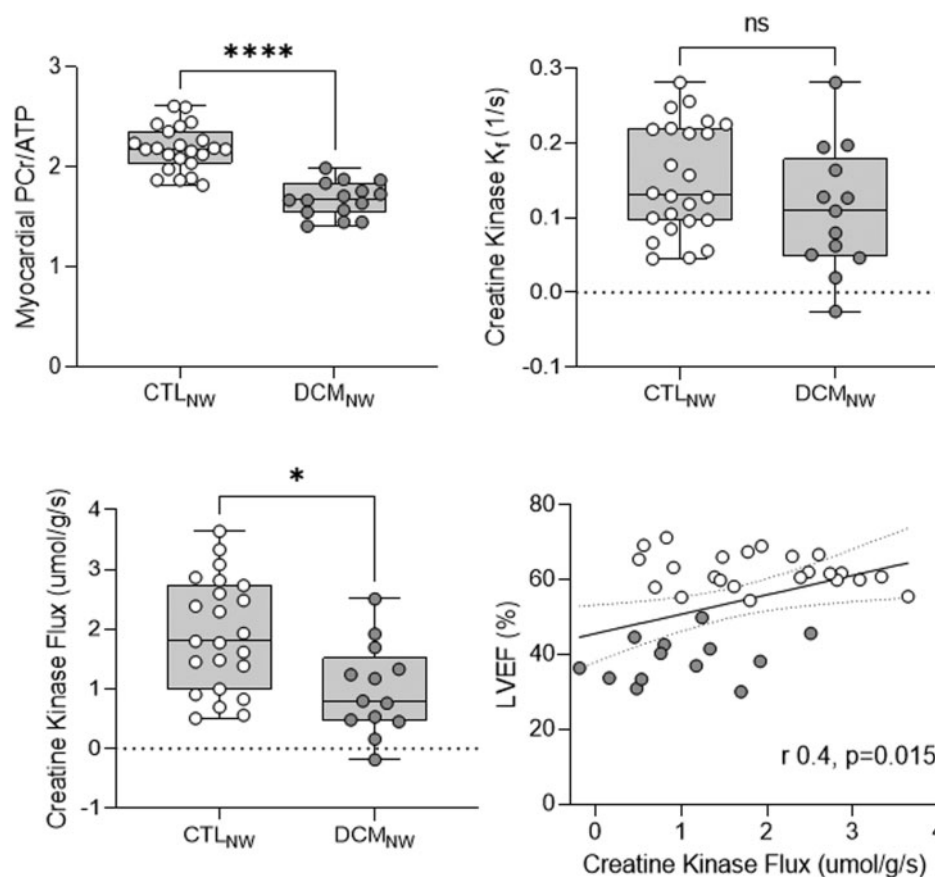 ****
Myocardial PCr/ATP
3
2
1
0
CTLNW
DCMNW
ns
Creatine Kinase Kf (1/s)
0.3
0.2
0.1
0.0
-0.1
CTLNW
DCMNW
*
Creatine Kinase Flux (umol/g/s)
4
3
2
1
0
-1
CTLNW
DCMNW
LVEF (%)
80
60
40
20
0
r 0.4, p=0.015
0 1 2 3 4
Creatine Kinase Flux (umol/g/s)